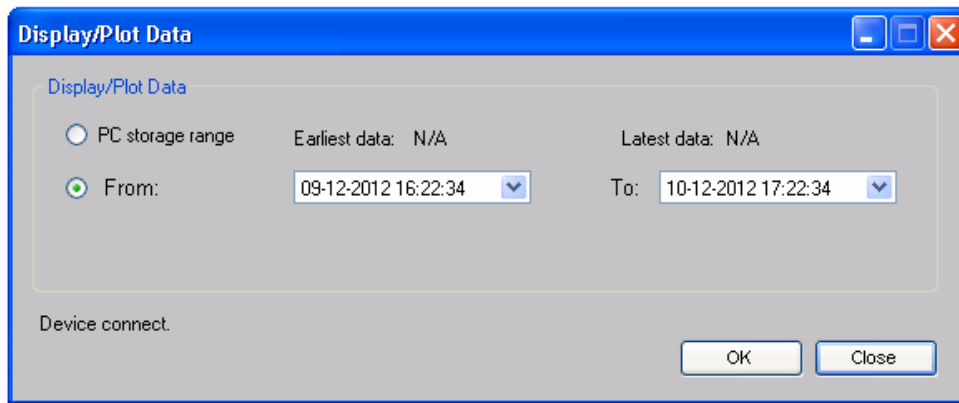 Display/Plot Data
Display/Plot Data
PC storage range Earliest data: N/A Latest data: N/A
From: 09-12-2012 16:22:34 To: 10-12-2012 17:22:34
Device connect.
OK Close